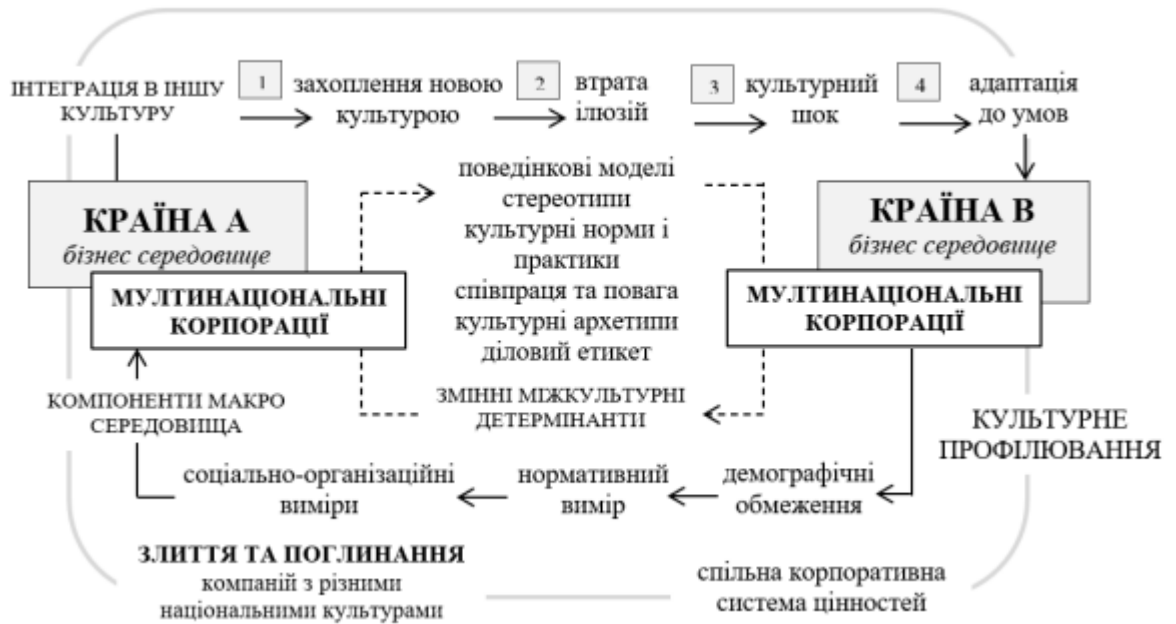 ІНТЕГРАЦІЯ В ІНШУ
КУЛЬТУРУ
1
захоплення новою
культурою
2
втрата
ілюзій
3
культурний
шок
4
адаптація
до умов
КРАЇНА А
бізнес середовище
МУЛТИНАЦІОНАЛЬНІ
КОРПОРАЦІЇ
поведінкові моделі
стереотипи
культурні норми і
практики
співпраця та повага
культурні архетипи
діловий етикет
КРАЇНА В
бізнес середовище
МУЛТИНАЦІОНАЛЬНІ
КОРПОРАЦІЇ
ЗМІННІ МІЖКУЛЬТУРНІ
ДЕТЕРМІНАНТИ
КОМПОНЕНТИ МАКРО
СЕРЕДОВИЩА
КУЛЬТУРНЕ
ПРОФІЛЮВАННЯ
соціально-організаційні
виміри
нормативний
вимір
демографічні
обмеження
ЗЛИТТЯ ТА ПОГЛИНАННЯ
компаній з різними
національними культурами
спільна корпоративна
система цінностей